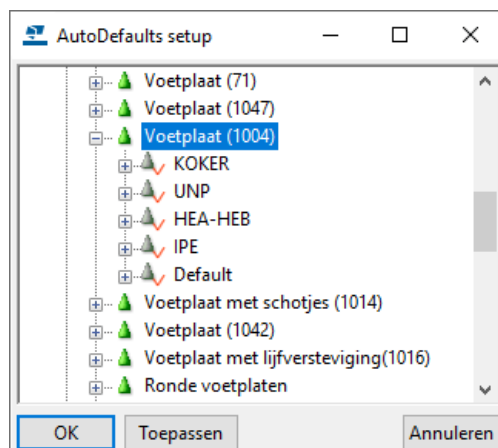 AutoDefaults setup
Voetplaat (71)
Voetplaat (1047)
Voetplaat (1004)
KOKER
UNP
HEA-HEB
IPE
Default
Voetplaat met schotjes (1014)
Voetplaat (1042)
Voetplaat met lijfversteviging(1016)
Ronde voetplaten
OK Toepassen Annuleren